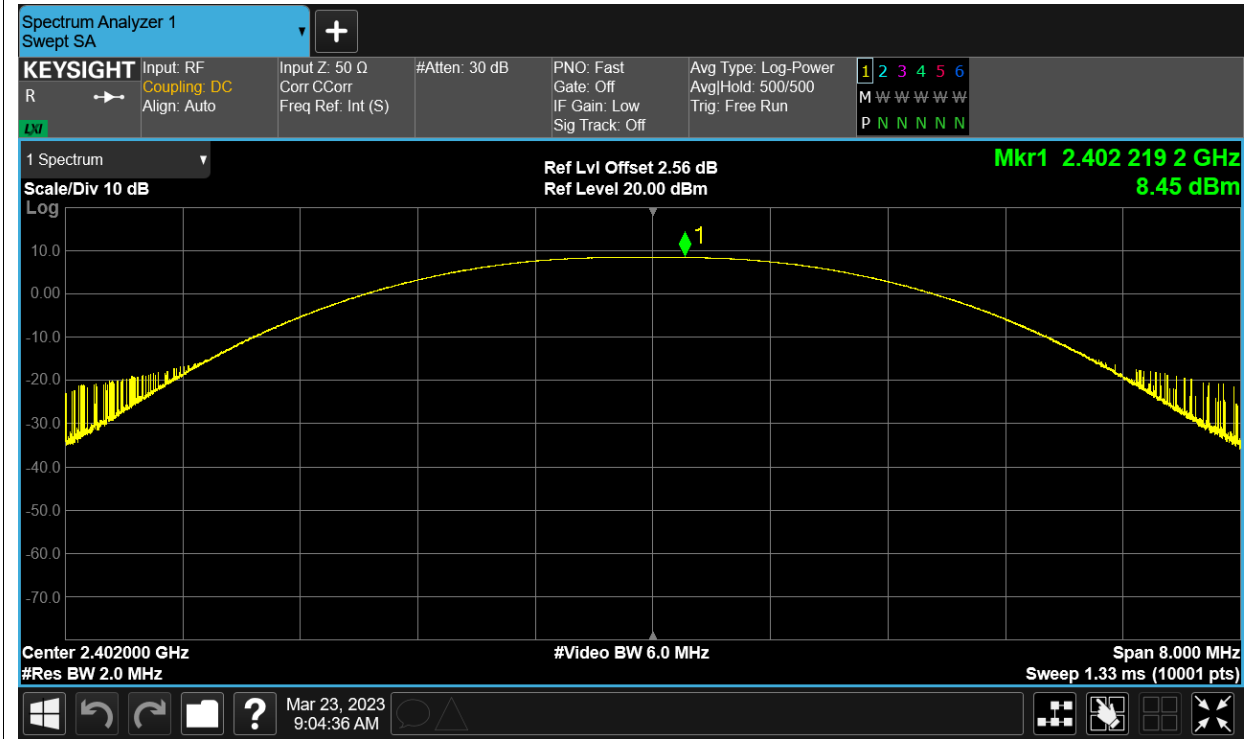 Spectrum Analyzer 1
Swept SA
KEYSIGHT
R
LXI
Input: RF
Coupling: DC
Align: Auto
Input Z: 50 Ω
Corr CCorr
Freq Ref: Int (S)
#Atten: 30 dB
PNO: Fast
Gate: Off
IF Gain: Low
Sig Track: Off
Avg Type: Log-Power
Avg|Hold: 500/500
Trig: Free Run
1 2 3 4 5 6
M W W W W W
P N N N N N
1 Spectrum
Scale/Div 10 dB
Log
Ref Lvl Offset 2.56 dB
Ref Level 20.00 dBm
Mkr1 2.402 219 2 GHz
8.45 dBm
1
10.0
0.00
-10.0
-20.0
-30.0
-40.0
-50.0
-60.0
-70.0
Center 2.402000 GHz
#Res BW 2.0 MHz
#Video BW 6.0 MHz
Span 8.000 MHz
Sweep 1.33 ms (10001 pts)
?
Mar 23, 2023
9:04:36 AM